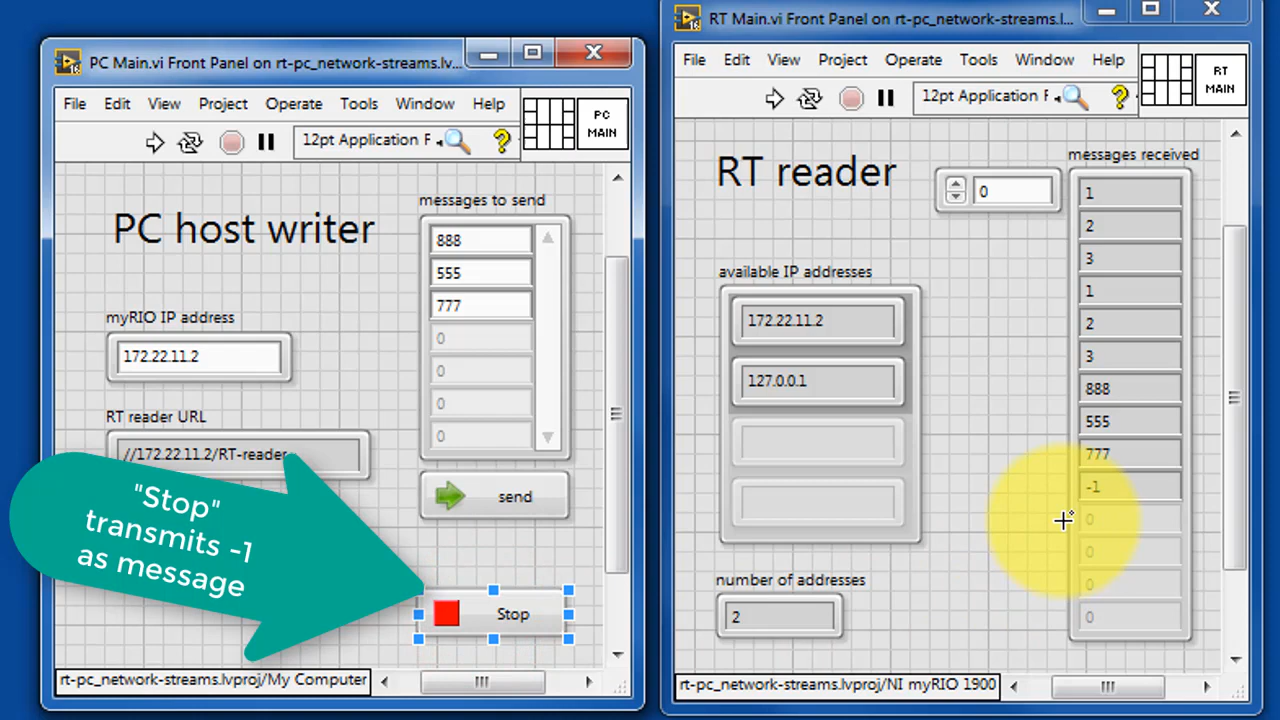 PC Main.vi Front Panel on rt-pc_network-streams.lv...
File Edit View Project Operate Tools Window Help
12pt Application F
PC
MAIN
PC host writer
messages to send
888
555
777
0
0
0
0
myRIO IP address
172.22.11.2
RT reader URL
//172.22.11.2/RT-reader
send
"Stop"
transmits -1
as message
Stop
rt-pc_network-streams.lvproj/My Computer
RT Main.vi Front Panel on rt-pc_network-streams.l...
File Edit View Project Operate Tools Window Help
12pt Application F
RT
MAIN
RT reader
0
messages received
1
2
3
1
2
3
888
555
777
-1
0
0
0
0
available IP addresses
172.22.11.2
127.0.0.1
number of addresses
2
rt-pc_network-streams.lvproj/NI myRIO 1900